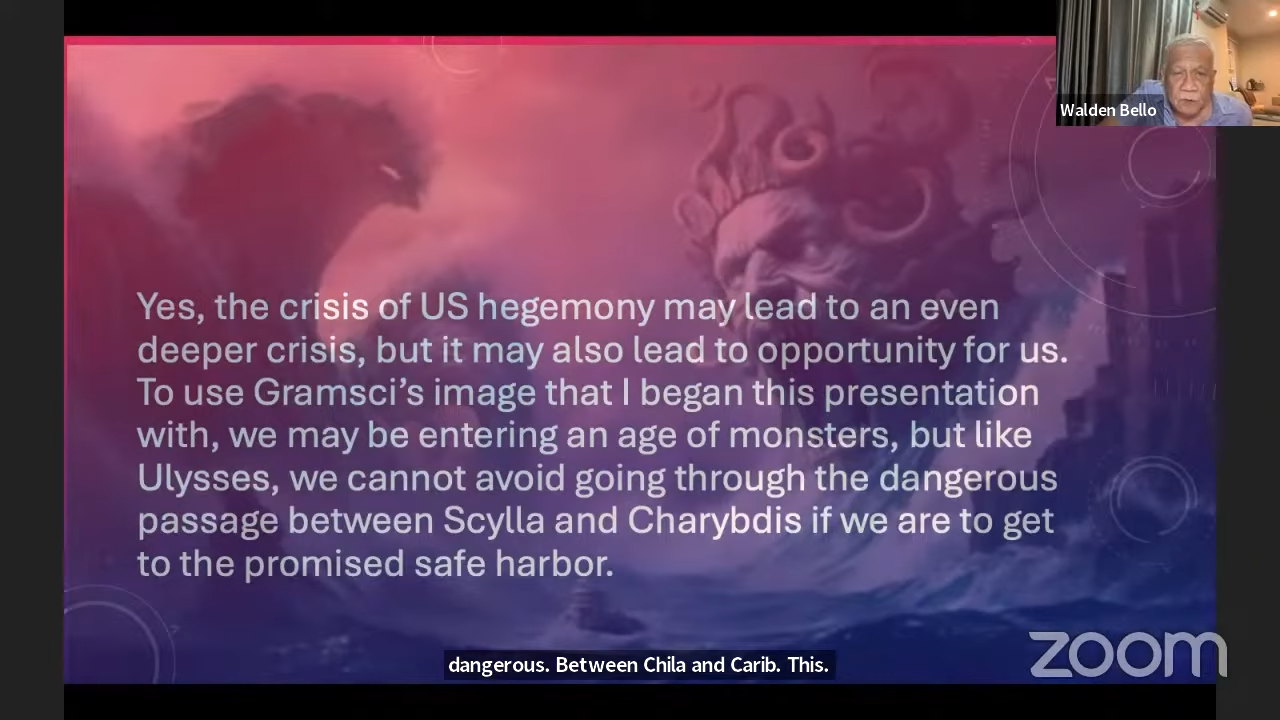 Walden Bello
Yes, the crisis of US hegemony may lead to an even
deeper crisis, but it may also lead to opportunity for us.
To use Gramsci’s image that I began this presentation
with, we may be entering an age of monsters, but like
Ulysses, we cannot avoid going through the dangerous
passage between Scylla and Charybdis if we are to get
to the promised safe harbor.
dangerous. Between Chila and Carib. This.
zoom